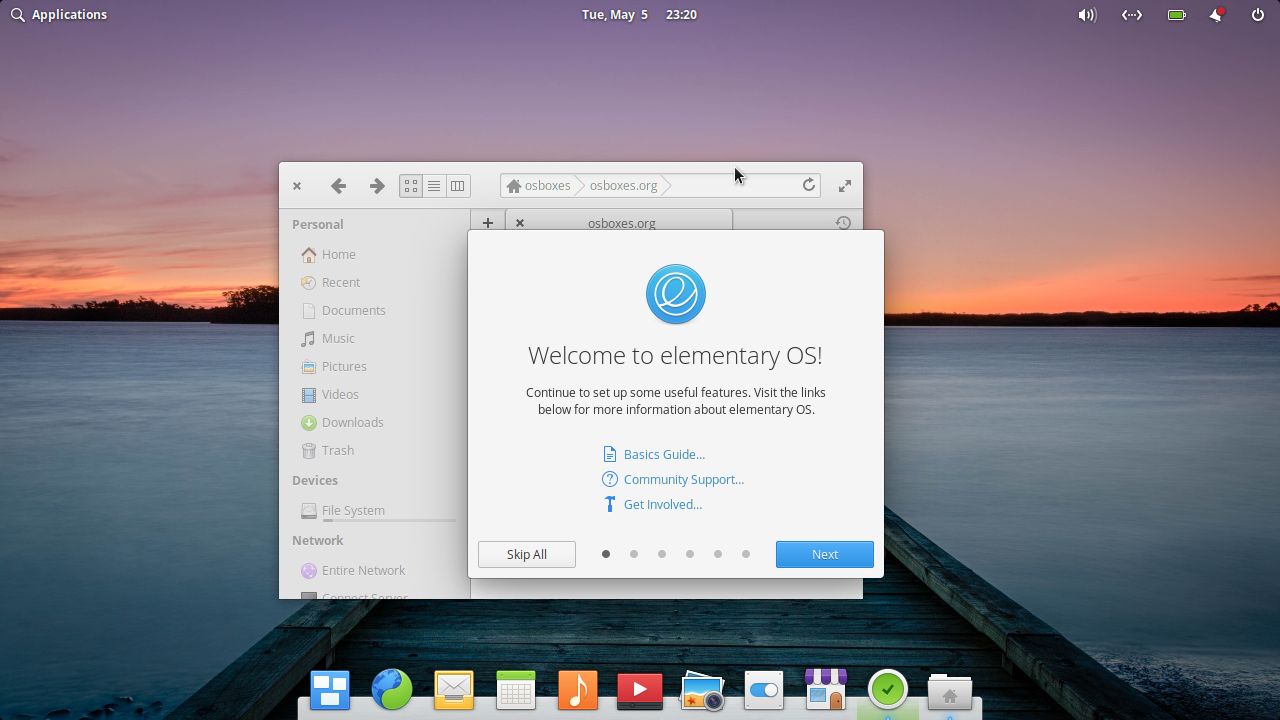 Applications
Tue, May 5 23:20
osboxes osboxes.org
Personal
osboxes.org
Home
Recent
Documents
Music
Pictures
Videos
Downloads
Trash
Devices
File System
Network
Entire Network
Connect Server
Welcome to elementary OS!
Continue to set up some useful features. Visit the links
below for more information about elementary OS.
Basics Guide...
Community Support...
Get Involved...
Skip All
Next